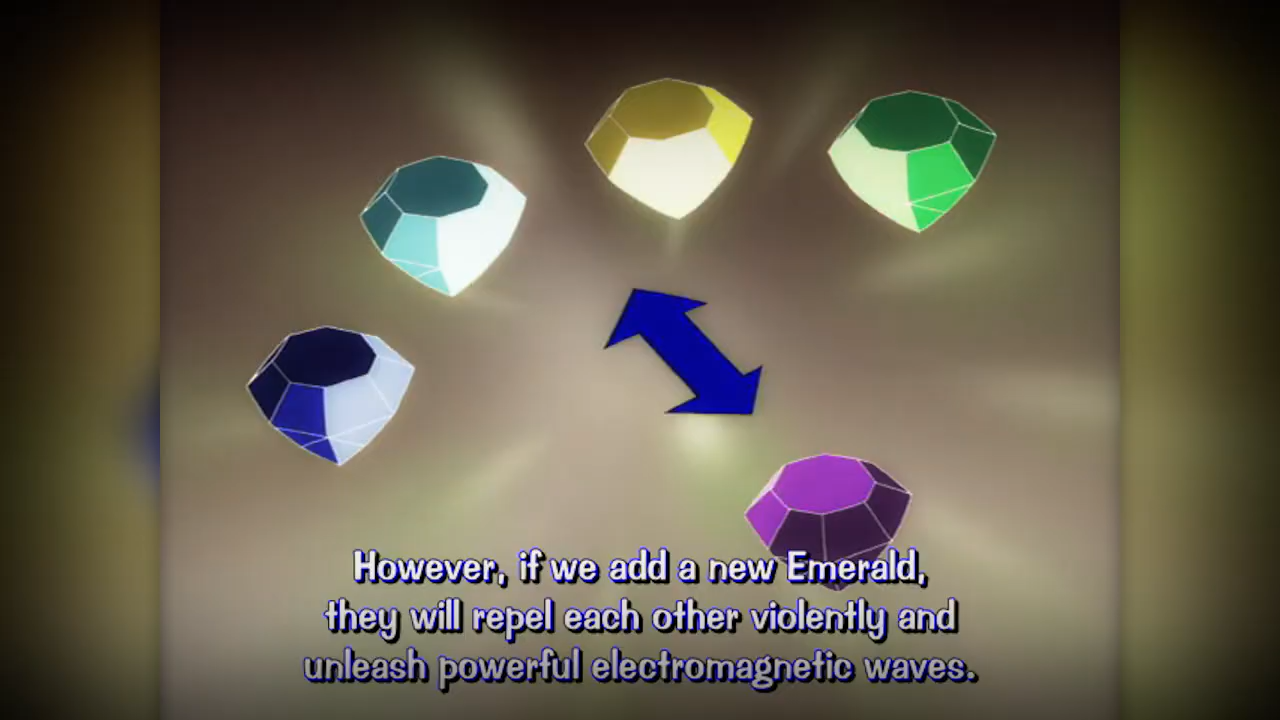 However, if we add a new Emerald,
they will repel each other violently and
unleash powerful electromagnetic waves.